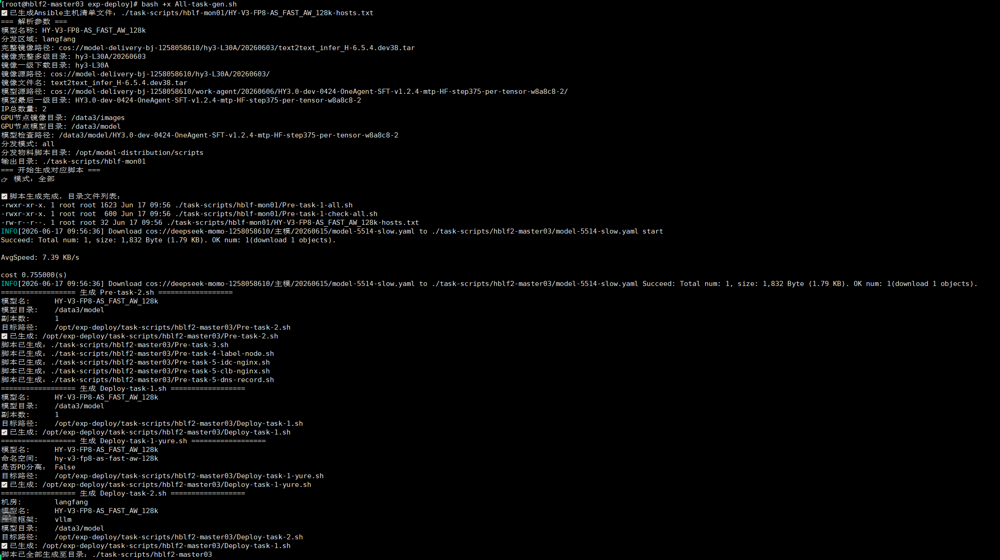 [root@hblf2-master03 exp-deploy]# bash +x All-task-gen.sh
☑ 已生成Ansible主机清单文件: ./task-scripts/hblf-mon01/HY-V3-FP8-AS_FAST_AW_128k-hosts.txt
=== 解析参数 ===
模型名称: HY-V3-FP8-AS_FAST_AW_128k
分发区域: langfang
完整镜像路径: cos://model-delivery-bj-1258058610/hy3-L30A/20260603/text2text_infer_H-6.5.4.dev38.tar
镜像完整多级目录: hy3-L30A/20260603
镜像一级下载目录: hy3-L30A
镜像源路径: cos://model-delivery-bj-1258058610/hy3-L30A/20260603/
镜像文件名: text2text_infer_H-6.5.4.dev38.tar
模型源路径: cos://model-delivery-bj-1258058610/work-agent/20260606/HY3.0-dev-0424-OneAgent-SFT-v1.2.4-mtp-HF-step375-per-tensor-w8a8c8-2/
模型最后一级目录: HY3.0-dev-0424-OneAgent-SFT-v1.2.4-mtp-HF-step375-per-tensor-w8a8c8-2
IP总数量: 2
GPU节点镜像目录: /data3/images
GPU节点模型目录: /data3/model
模型检查路径: /data3/model/HY3.0-dev-0424-OneAgent-SFT-v1.2.4-mtp-HF-step375-per-tensor-w8a8c8-2
分发模式: all
分发物料脚本目录: /opt/model-distribution/scripts
输出目录: ./task-scripts/hblf-mon01
=== 开始生成对应脚本 ===
👉 模式: 全部
☑ 脚本生成完成, 目录文件列表:
-rwxr-xr-x. 1 root root 1623 Jun 17 09:56 ./task-scripts/hblf-mon01/Pre-task-1-all.sh
-rwxr-xr-x. 1 root root  600 Jun 17 09:56 ./task-scripts/hblf-mon01/Pre-task-1-check-all.sh
-rw-r--r--. 1 root root 32 Jun 17 09:56 ./task-scripts/hblf-mon01/HY-V3-FP8-AS_FAST_AW_128k-hosts.txt
INFO[2026-06-17 09:56:36] Download cos://deepseek-momo-1258058610/主模/20260615/model-5514-slow.yaml to ./task-scripts/hblf2-master03/model-5514-slow.yaml start
Succeed: Total num: 1, size: 1,832 Byte (1.79 KB). OK num: 1(download 1 objects).
AvgSpeed: 7.39 KB/s
cost 0.755000(s)
INFO[2026-06-17 09:56:36] Download cos://deepseek-momo-1258058610/主模/20260615/model-5514-slow.yaml to ./task-scripts/hblf2-master03/model-5514-slow.yaml Succeed: Total num: 1, size: 1,832 Byte (1.79 KB). OK num: 1(download 1 objects).
================== 生成 Pre-task-2.sh ==================
模型名:      HY-V3-FP8-AS_FAST_AW_128k
模型目录:    /data3/model
副本数:      1
目标路径:    /opt/exp-deploy/task-scripts/hblf2-master03/Pre-task-2.sh
☑ 已生成: /opt/exp-deploy/task-scripts/hblf2-master03/Pre-task-2.sh
脚本已生成: ./task-scripts/hblf2-master03/Pre-task-3.sh
脚本已生成: ./task-scripts/hblf2-master03/Pre-task-4-label-node.sh
脚本已生成: ./task-scripts/hblf2-master03/Pre-task-5-idc-nginx.sh
脚本已生成: ./task-scripts/hblf2-master03/Pre-task-5-clb-nginx.sh
脚本已生成: ./task-scripts/hblf2-master03/Pre-task-5-dns-record.sh
================== 生成 Deploy-task-1.sh ==================
模型名:      HY-V3-FP8-AS_FAST_AW_128k
模型目录:    /data3/model
副本数:      1
目标路径:    /opt/exp-deploy/task-scripts/hblf2-master03/Deploy-task-1.sh
☑ 已生成: /opt/exp-deploy/task-scripts/hblf2-master03/Deploy-task-1.sh
================== 生成 Deploy-task-1-yure.sh ==================
模型名:      HY-V3-FP8-AS_FAST_AW_128k
命名空间:    hy-v3-fp8-as-fast-aw-128k
是否PD分离:  False
目标路径:    /opt/exp-deploy/task-scripts/hblf2-master03/Deploy-task-1-yure.sh
☑ 已生成: /opt/exp-deploy/task-scripts/hblf2-master03/Deploy-task-1-yure.sh
================== 生成 Deploy-task-2.sh ==================
机房:        langfang
模型名:      HY-V3-FP8-AS_FAST_AW_128k
推理框架:    vllm
模型目录:    /data3/model
目标路径:    /opt/exp-deploy/task-scripts/hblf2-master03/Deploy-task-2.sh
☑ 已生成: /opt/exp-deploy/task-scripts/hblf2-master03/Deploy-task-1.sh
脚本已全部生成至目录: ./task-scripts/hblf2-master03